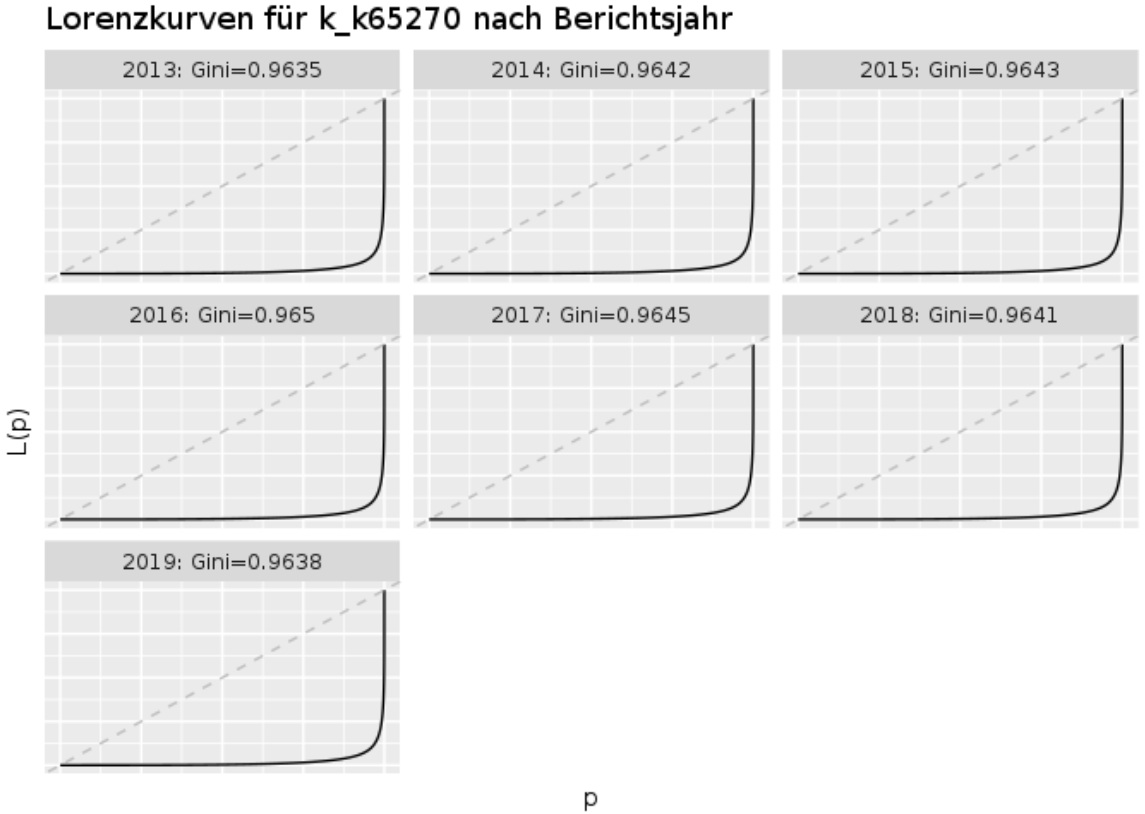 Lorenzkurven für k_k65270 nach Berichtsjahr
2013: Gini=0.9635
2014: Gini=0.9642
2015: Gini=0.9643
2016: Gini=0.965
2017: Gini=0.9645
2018: Gini=0.9641
L(p)
2019: Gini=0.9638
p